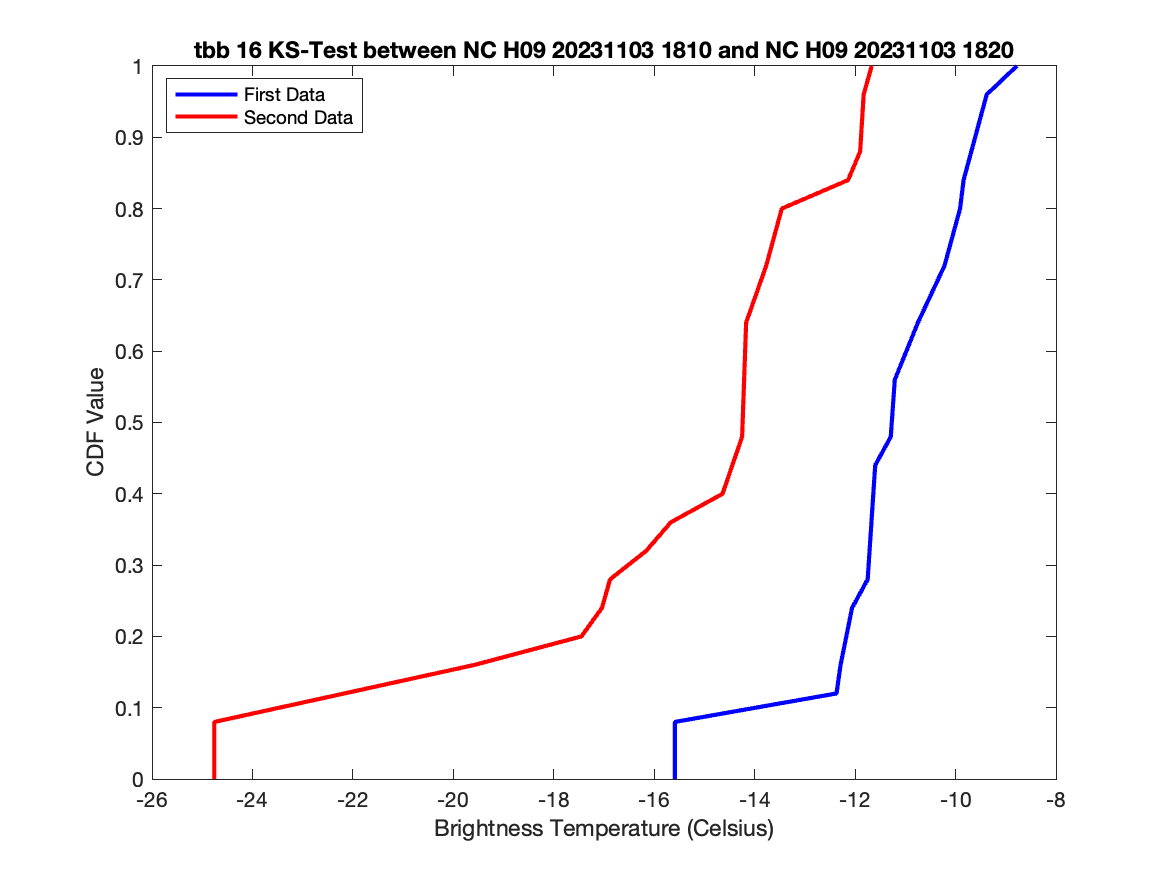 tbb 16 KS-Test between NC H09 20231103 1810 and NC H09 20231103 1820
First Data
Second Data
1
0.9
0.8
0.7
0.6
0.5
0.4
0.3
0.2
0.1
0
CDF Value
-26 -24 -22 -20 -18 -16 -14 -12 -10 -8
Brightness Temperature (Celsius)